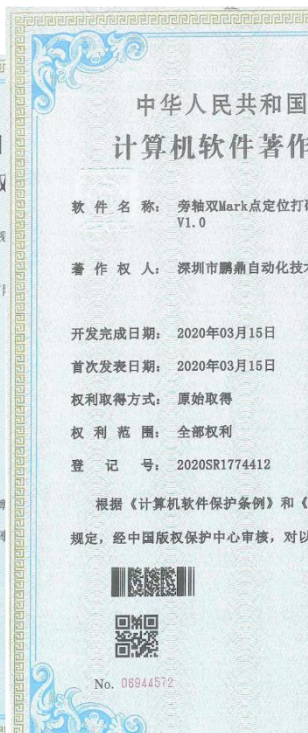 中华人民共和国
计算机软件著作
软件名称： 旁轴双Mark点定位打
V1.0
著作权人： 深圳市鹏鼎自动化技
开发完成日期： 2020年03月15日
首次发表日期： 2020年03月15日
权利取得方式： 原始取得
权利范围： 全部权利
登记号： 2020SR1774412
根据《计算机软件保护条例》和《
规定，经中国版权保护中心审核，对以
No. 06944572